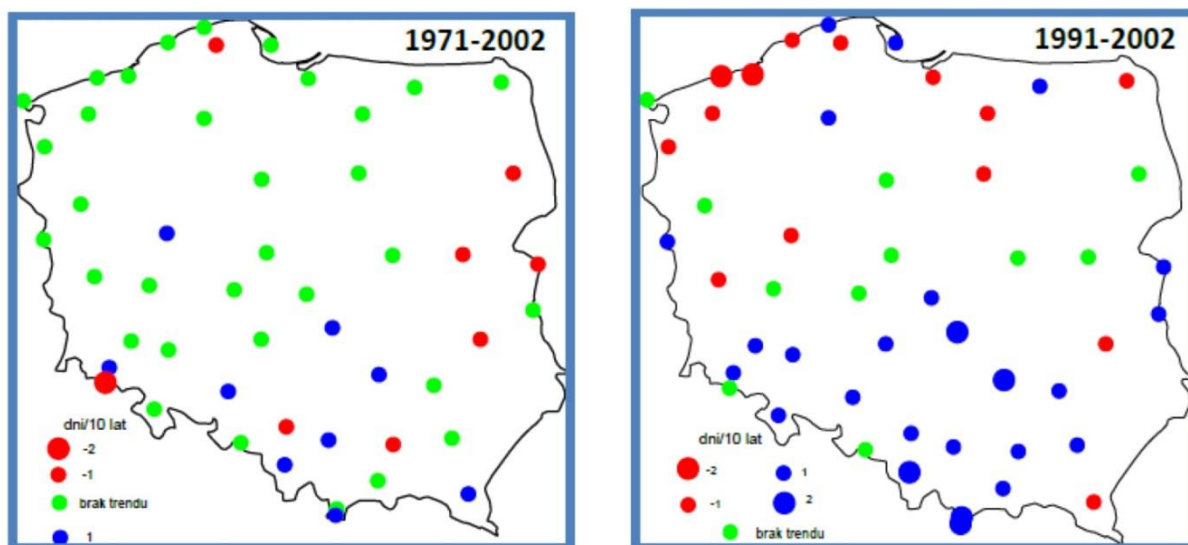 1971-2002
dni/10 lat
-2
-1
brak trendu
1
1991-2002
dni/10 lat
-2
1
-1
2
brak trendu